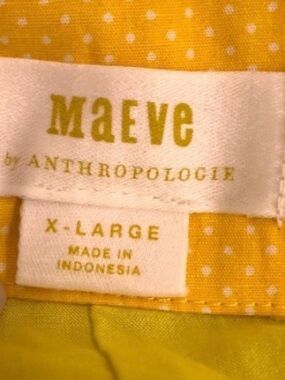 MaEve
by ANTHROPOLOGIE
X-LARGE
MADE IN
INDONESIA